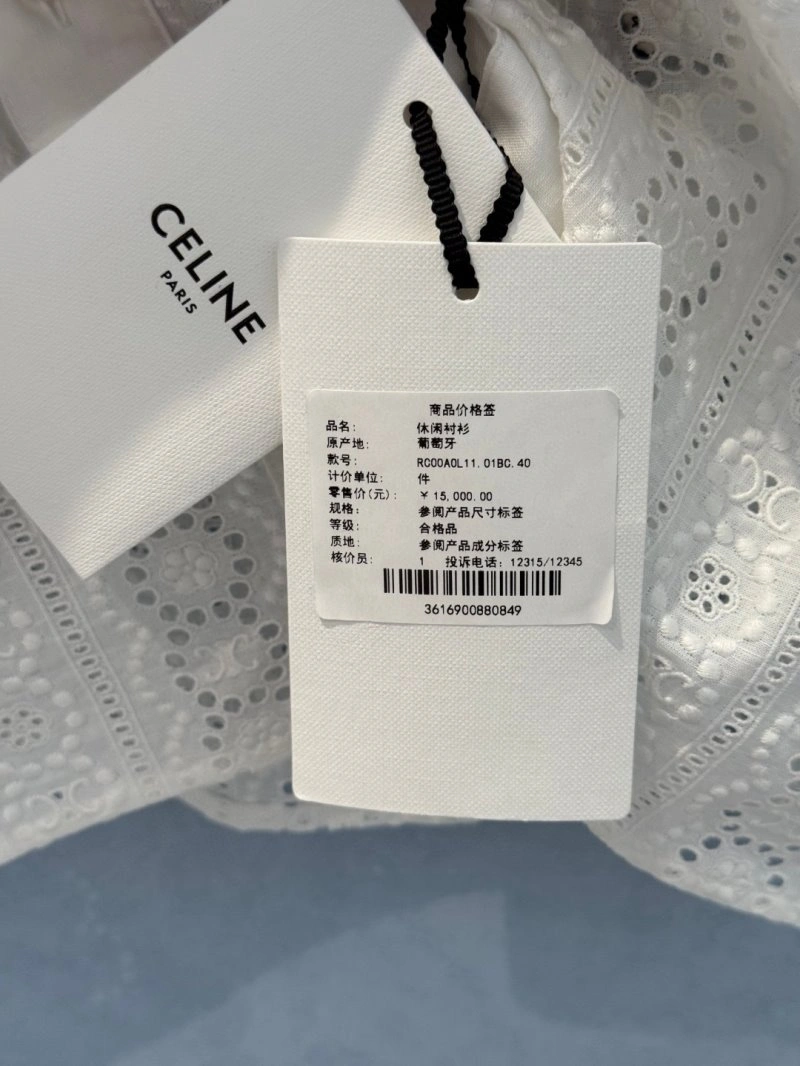 CELINE
PARIS
商品价格签
品名: 休闲衬衫
原产地: 葡萄牙
款号: RC00A0L11.01BC.40
计价单位: 件
零售价(元): ￥15,000.00
规格: 参阅产品尺寸标签
等级: 合格品
质地: 参阅产品成分标签
核价员: 1 投诉电话: 12315/12345
3616900880849